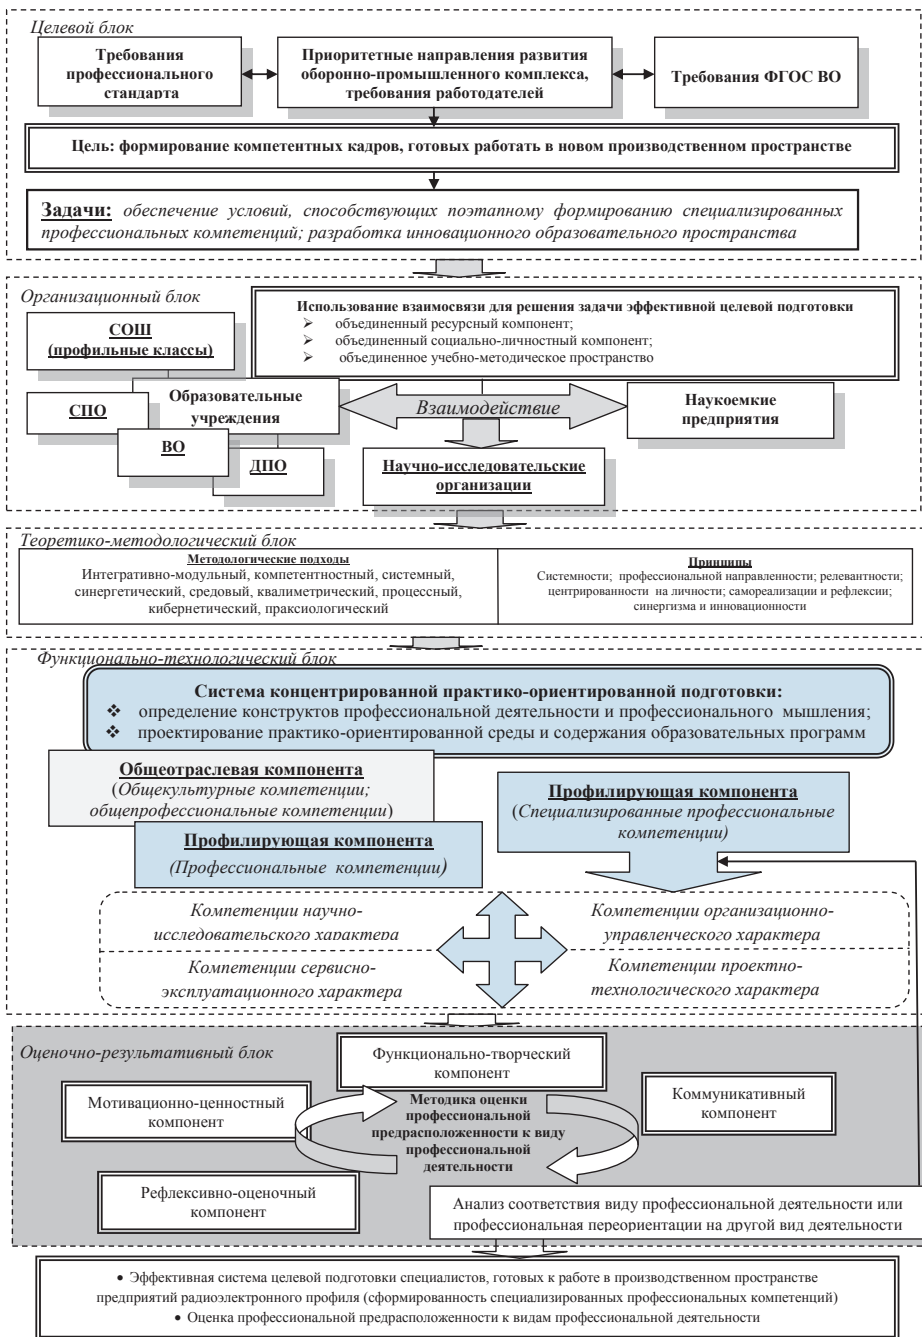 Целевой блок
Требования
профессионального
стандарта
Приоритетные направления развития
оборонно-промышленного комплекса,
требования работодателей
Требования ФГОС ВО
Цель: формирование компетентных кадров, готовых работать в новом производственном пространстве
Задачи: обеспечение условий, способствующих поэтапному формированию специализированных
профессиональных компетенций; разработка инновационного образовательного пространства
Организационный блок
Использование взаимосвязи для решения задачи эффективной целевой подготовки
➢ объединенный ресурсный компонент;
➢ объединенный социально-личностный компонент;
➢ объединенное учебно-методическое пространство
СОШ
(профильные классы)
Образовательные
учреждения
СПО
ВО
ДПО
Взаимодействие
Наукоемкие
предприятия
Научно-исследовательские
организации
Теоретико-методологический блок
Методологические подходы
Интегративно-модульный, компетентностный, системный,
синергетический, средовый, квалиметрический, процессный,
кибернетический, праксиологический
Принципы
Системности; профессиональной направленности; релевантности;
центрированности на личности; самореализации и рефлексии;
синергизма и инновационности
Функционально-технологический блок
Система концентрированной практико-ориентированной подготовки:
❖ определение конструктов профессиональной деятельности и профессионального мышления;
❖ проектирование практико-ориентированной среды и содержания образовательных программ
Общеотраслевая компонента
(Общекультурные компетенции;
общепрофессиональные компетенции)
Профилирующая компонента
(Профессиональные компетенции)
Профилирующая компонента
(Специализированные профессиональные
компетенции)
Компетенции научно-
исследовательского характера
Компетенции организационно-
управленческого характера
Компетенции сервисно-
эксплуатационного характера
Компетенции проектно-
технологического характера
Оценочно-результативный блок
Функционально-творческий
компонент
Мотивационно-ценностный
компонент
Коммуникативный
компонент
Методика оценки
профессиональной
предрасположенности к виду
профессиональной
деятельности
Рефлексивно-оценочный
компонент
Анализ соответствия виду профессиональной деятельности или
профессиональная переориентации на другой вид деятельности
• Эффективная система целевой подготовки специалистов, готовых к работе в производственном пространстве
предприятий радиоэлектронного профиля (сформированность специализированных профессиональных компетенций)
• Оценка профессиональной предрасположенности к видам профессиональной деятельности